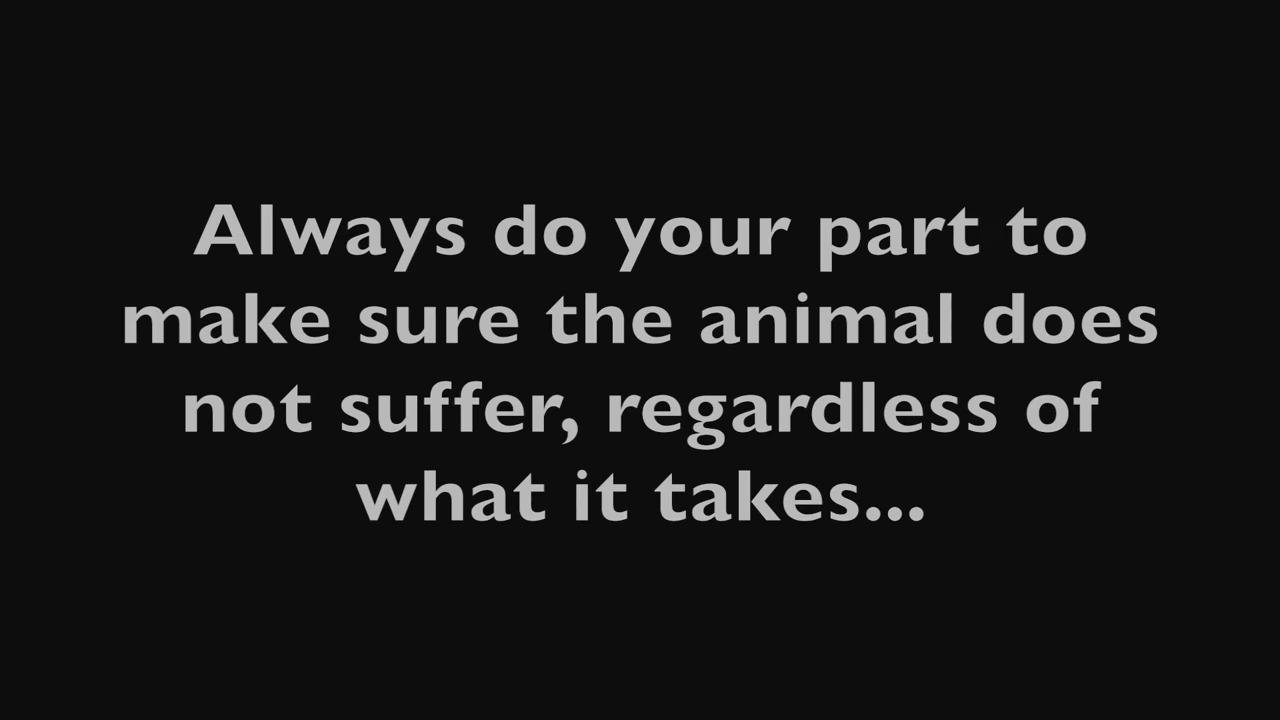 Always do your part to
make sure the animal does
not suffer, regardless of
what it takes...